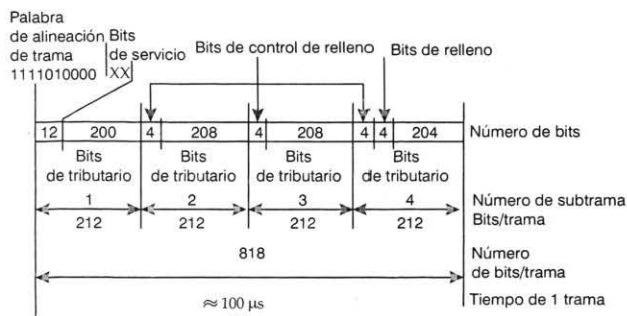 Palabra
de alineación
de trama
1111010000
Bits
de servicio
XX
Bits de control de relleno
Bits de relleno
12 200 4 208 4 208 4 4 204
Número de bits
Bits
de tributario
Bits
de tributario
Bits
de tributario
Bits
de tributario
1 2 3 4
Número de subtrama
212 212 212 212
Bits/trama
818
Número
de bits/trama
≈ 100 µs
Tiempo de 1 trama